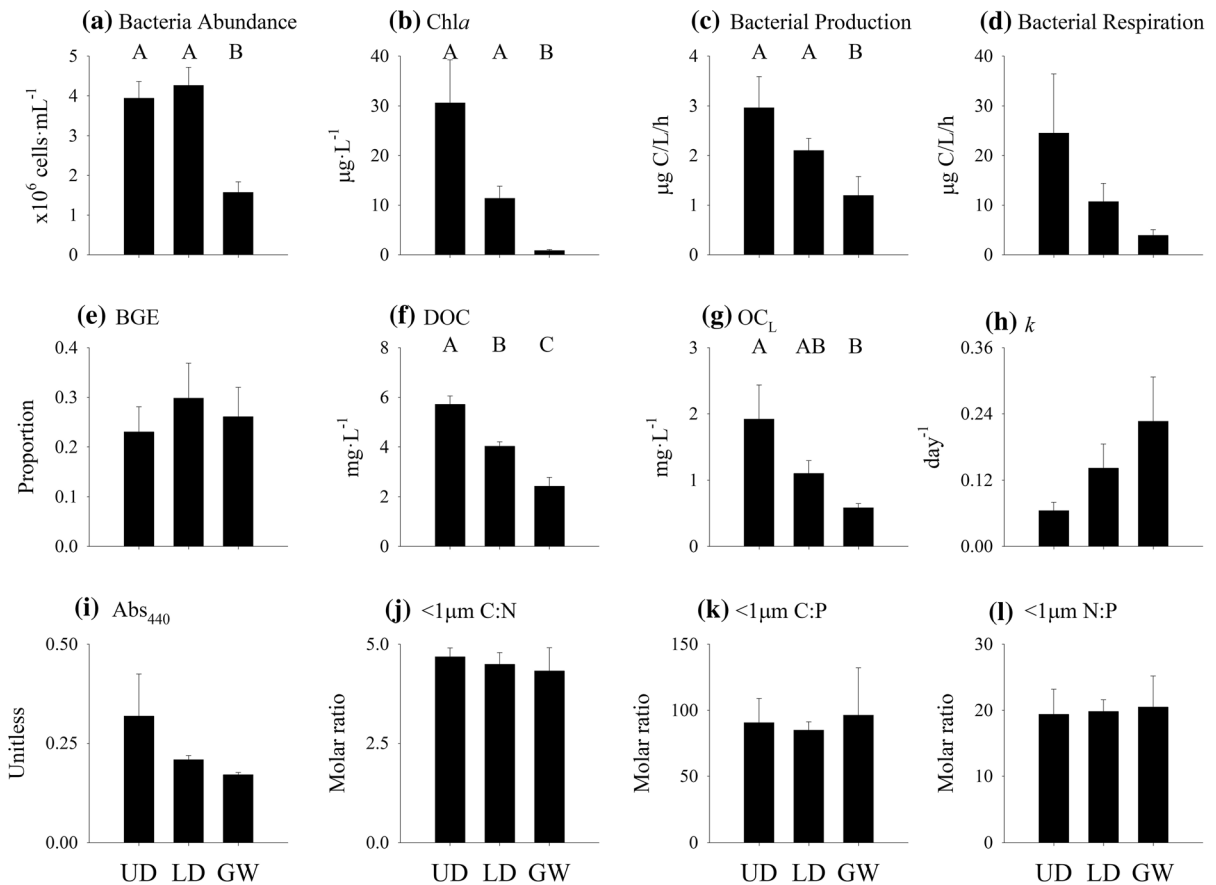 (a) Bacteria Abundance
(b) Chla
(c) Bacterial Production
(d) Bacterial Respiration
A A B
A A B
A A B
x10⁶ cells·mL⁻¹
5
4
3
2
1
0
µg·L⁻¹
40
30
20
10
0
µg C/L/h
4
3
2
1
0
µg C/L/h
40
30
20
10
0
(e) BGE
(f) DOC
(g) OC_L
(h) k
A B C
A AB B
Proportion
0.4
0.3
0.2
0.1
0.0
mg·L⁻¹
8
6
4
2
0
mg·L⁻¹
3
2
1
0
day⁻¹
0.36
0.24
0.12
0.00
(i) Abs₄₄₀
(j) <1µm C:N
(k) <1µm C:P
(l) <1µm N:P
Unitless
0.50
0.25
0.00
Molar ratio
5.0
2.5
0.0
Molar ratio
150
100
50
0
Molar ratio
30
20
10
0
UD LD GW
UD LD GW
UD LD GW
UD LD GW